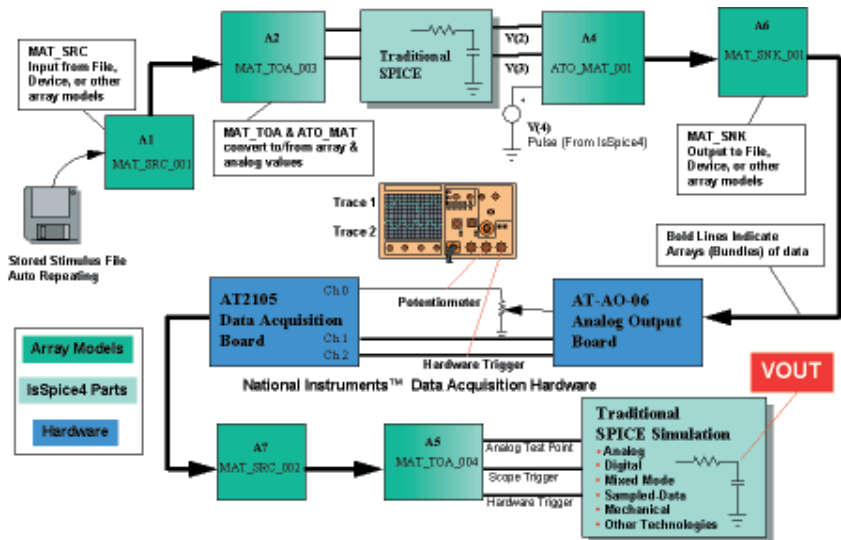 MAT_SRC
Input from File,
Device, or other
array models
A1
MAT_SRC_001
Stored Stimulus File
Auto Repeating
A2
MAT_TOA_003
MAT_TOA & ATO_MAT
convert to/from array &
analog values
Traditional
SPICE
V(2)
V(3)
A4
ATO_MAT_001
V(4)
Pulse (From IsSpice4)
A6
MAT_SNK_001
MAT_SNK
Output to File,
Device, or other
array models
Trace 1
Trace 2
Bold Lines Indicate
Arrays (Bundles) of data
AT2105
Data Acquisition
Board
Ch 0
Ch 1
Ch 2
Potentiometer
Hardware Trigger
AT-AO-06
Analog Output
Board
National Instruments™ Data Acquisition Hardware
Array Models
IsSpice4 Parts
Hardware
A7
MAT_SRC_002
A5
MAT_TOA_004
Analog Test Point
Scope Trigger
Hardware Trigger
Traditional
SPICE Simulation
• Analog
• Digital
• Mixed Mode
• Sampled-Data
• Mechanical
• Other Technologies
VOUT